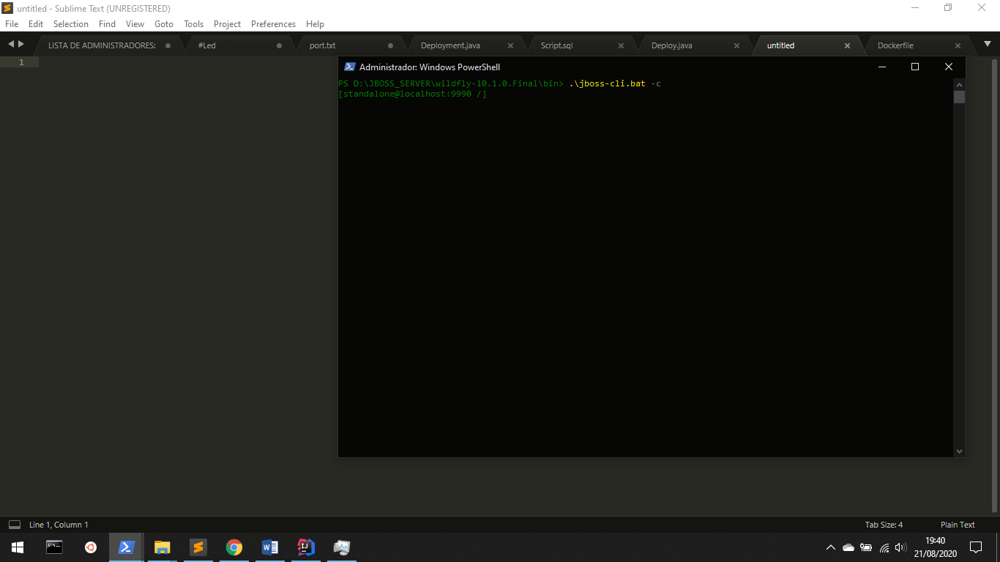 untitled - Sublime Text (UNREGISTERED)
File Edit Selection Find View Goto Tools Project Preferences Help
LISTA DE ADMINISTRADORES: #Led port.txt Deployment.java Script.sql Deploy.java untitled Dockerfile
1
Administrador: Windows PowerShell
PS D:\JBOSS_SERVER\wildfly-10.1.0.Final\bin> .\jboss-cli.bat -c
[standalone@localhost:9990 /]
Line 1, Column 1 Tab Size: 4 Plain Text
19:40
21/08/2020